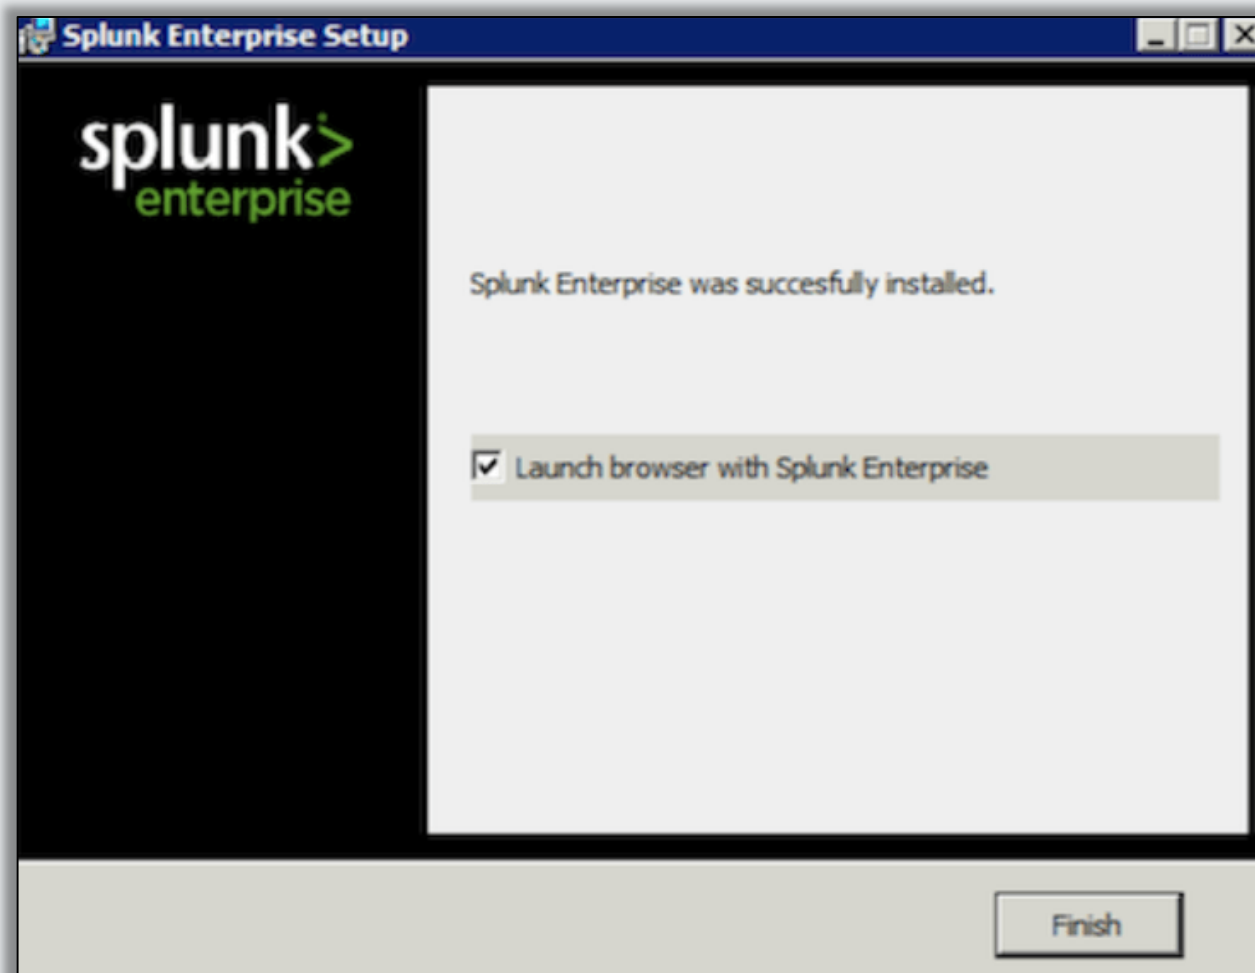 Splunk Enterprise Setup
splunk>
enterprise
Splunk Enterprise was succesfully installed.
Launch browser with Splunk Enterprise
Finish